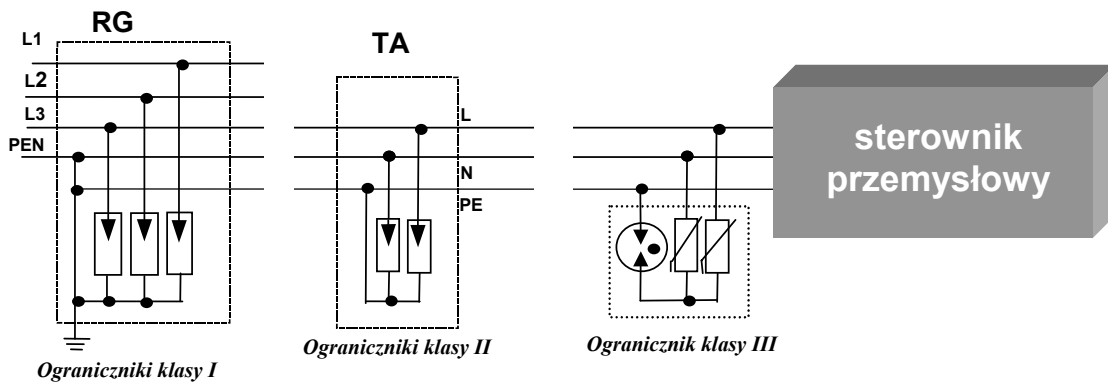 RG
L1
L2
L3
PEN
Ograniczniki klasy I
TA
L
N
PE
Ograniczniki klasy II
Ogranicznik klasy III
sterownik
przemysłowy